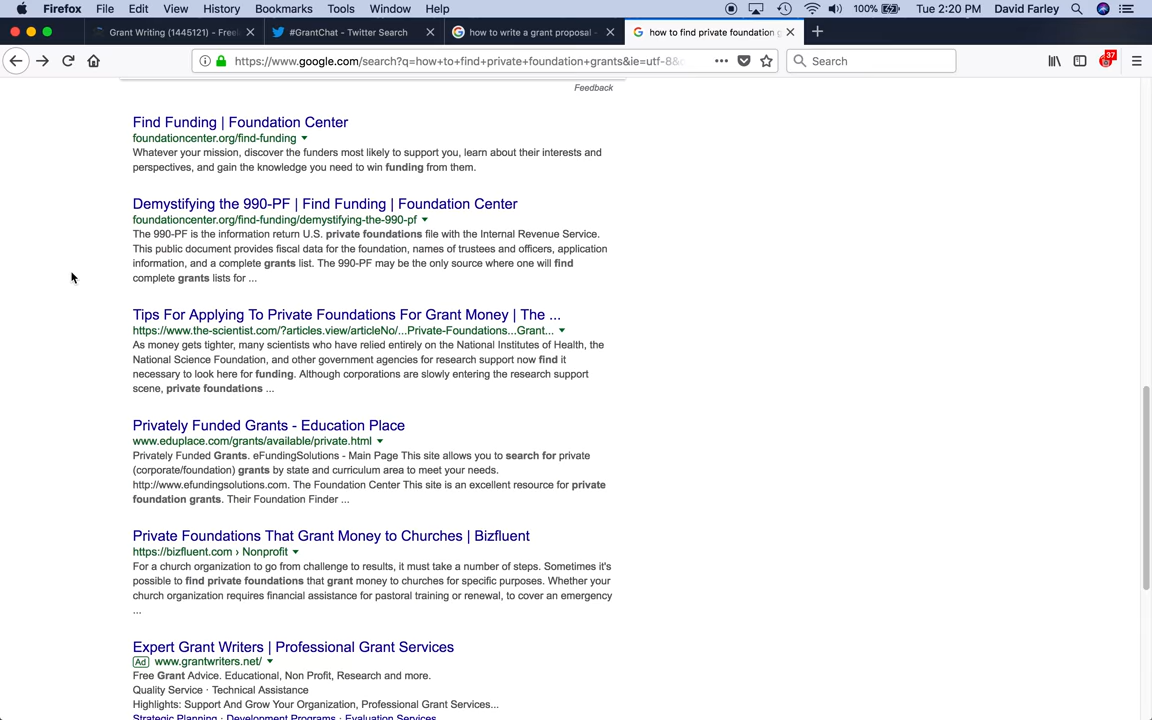 Firefox File Edit View History Bookmarks Tools Window Help 100% Tue 2:20 PM David Farley
Grant Writing (1445121) - Free #GrantChat - Twitter Search how to write a grant proposal - how to find private foundation g
https://www.google.com/search?q=how+to+find+private+foundation+grants&ie=utf-8& Search 37
Feedback
Find Funding | Foundation Center
foundationcenter.org/find-funding
Whatever your mission, discover the funders most likely to support you, learn about their interests and
perspectives, and gain the knowledge you need to win funding from them.
Demystifying the 990-PF | Find Funding | Foundation Center
foundationcenter.org/find-funding/demystifying-the-990-pf
The 990-PF is the information return U.S. private foundations file with the Internal Revenue Service.
This public document provides fiscal data for the foundation, names of trustees and officers, application
information, and a complete grants list. The 990-PF may be the only source where one will find
complete grants lists for ...
Tips For Applying To Private Foundations For Grant Money | The ...
https://www.the-scientist.com/?articles.view/articleNo/...Private-Foundations...Grant...
As money gets tighter, many scientists who have relied entirely on the National Institutes of Health, the
National Science Foundation, and other government agencies for research support now find it
necessary to look here for funding. Although corporations are slowly entering the research support
scene, private foundations ...
Privately Funded Grants - Education Place
www.eduplace.com/grants/available/private.html
Privately Funded Grants. eFundingSolutions - Main Page This site allows you to search for private
(corporate/foundation) grants by state and curriculum area to meet your needs.
http://www.efundingsolutions.com. The Foundation Center This site is an excellent resource for private
foundation grants. Their Foundation Finder ...
Private Foundations That Grant Money to Churches | Bizfluent
https://bizfluent.com › Nonprofit
For a church organization to go from challenge to results, it must take a number of steps. Sometimes it's
possible to find private foundations that grant money to churches for specific purposes. Whether your
church organization requires financial assistance for pastoral training or renewal, to cover an emergency
...
Expert Grant Writers | Professional Grant Services
Ad www.grantwriters.net/
Free Grant Advice. Educational, Non Profit, Research and more.
Quality Service · Technical Assistance
Highlights: Support And Grow Your Organization, Professional Grant Services...
Strategic Planning · Development Programs · Evaluation Services